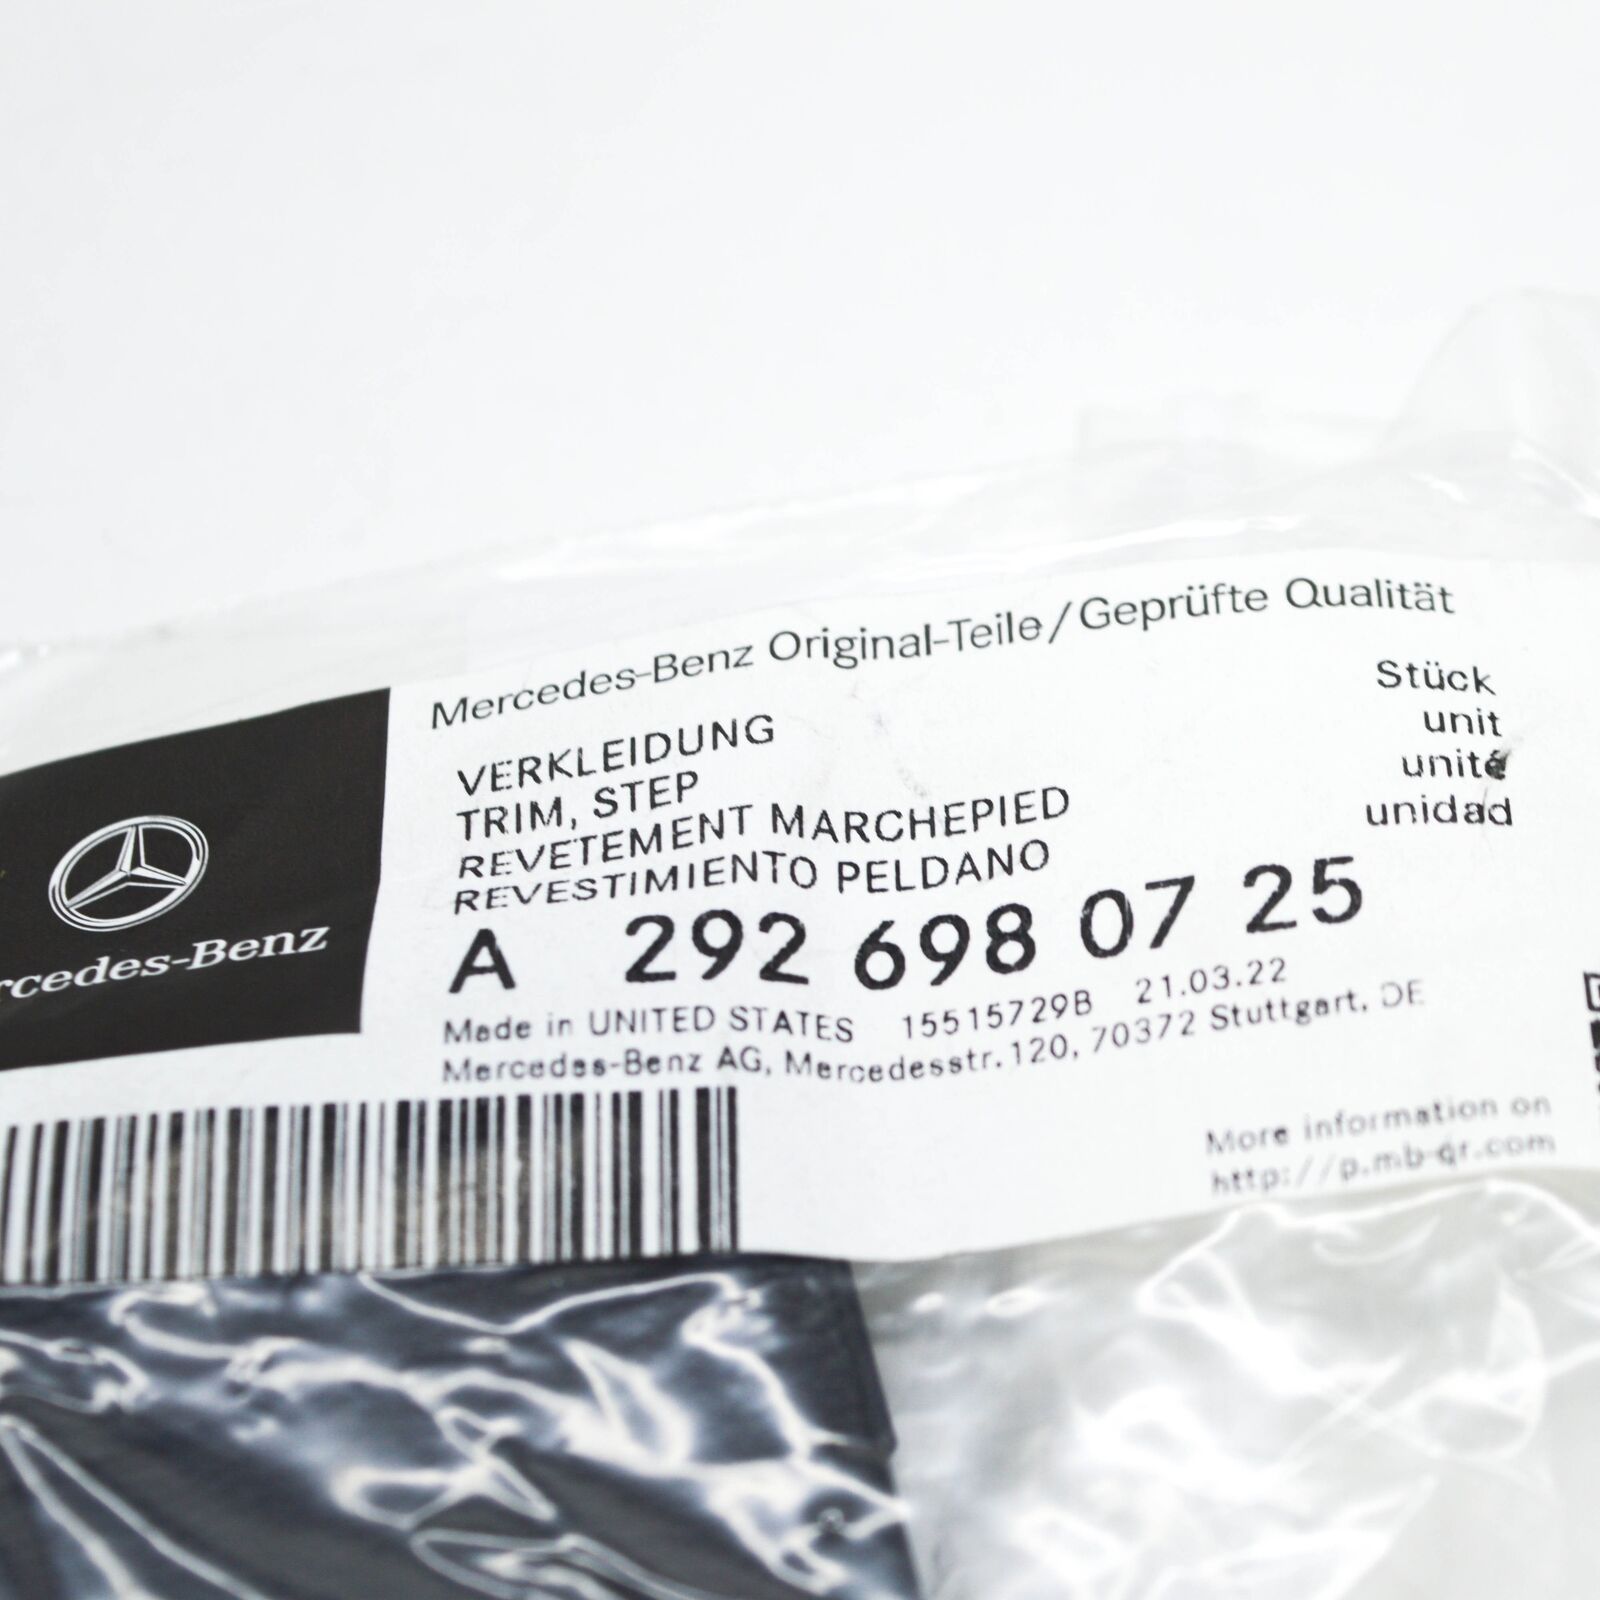 Mercedes-Benz
Mercedes-Benz Original-Teile/Geprüfte Qualität
VERKLEIDUNG
TRIM, STEP
REVETEMENT MARCHEPIED
REVESTIMIENTO PELDANO
Stück
unit
unité
unidad
A 292 698 07 25
Made in UNITED STATES 15515729B 21.03.22
Mercedes-Benz AG, Mercedesstr. 120, 70372 Stuttgart, DE
More information on
http://p.mb-qr.com